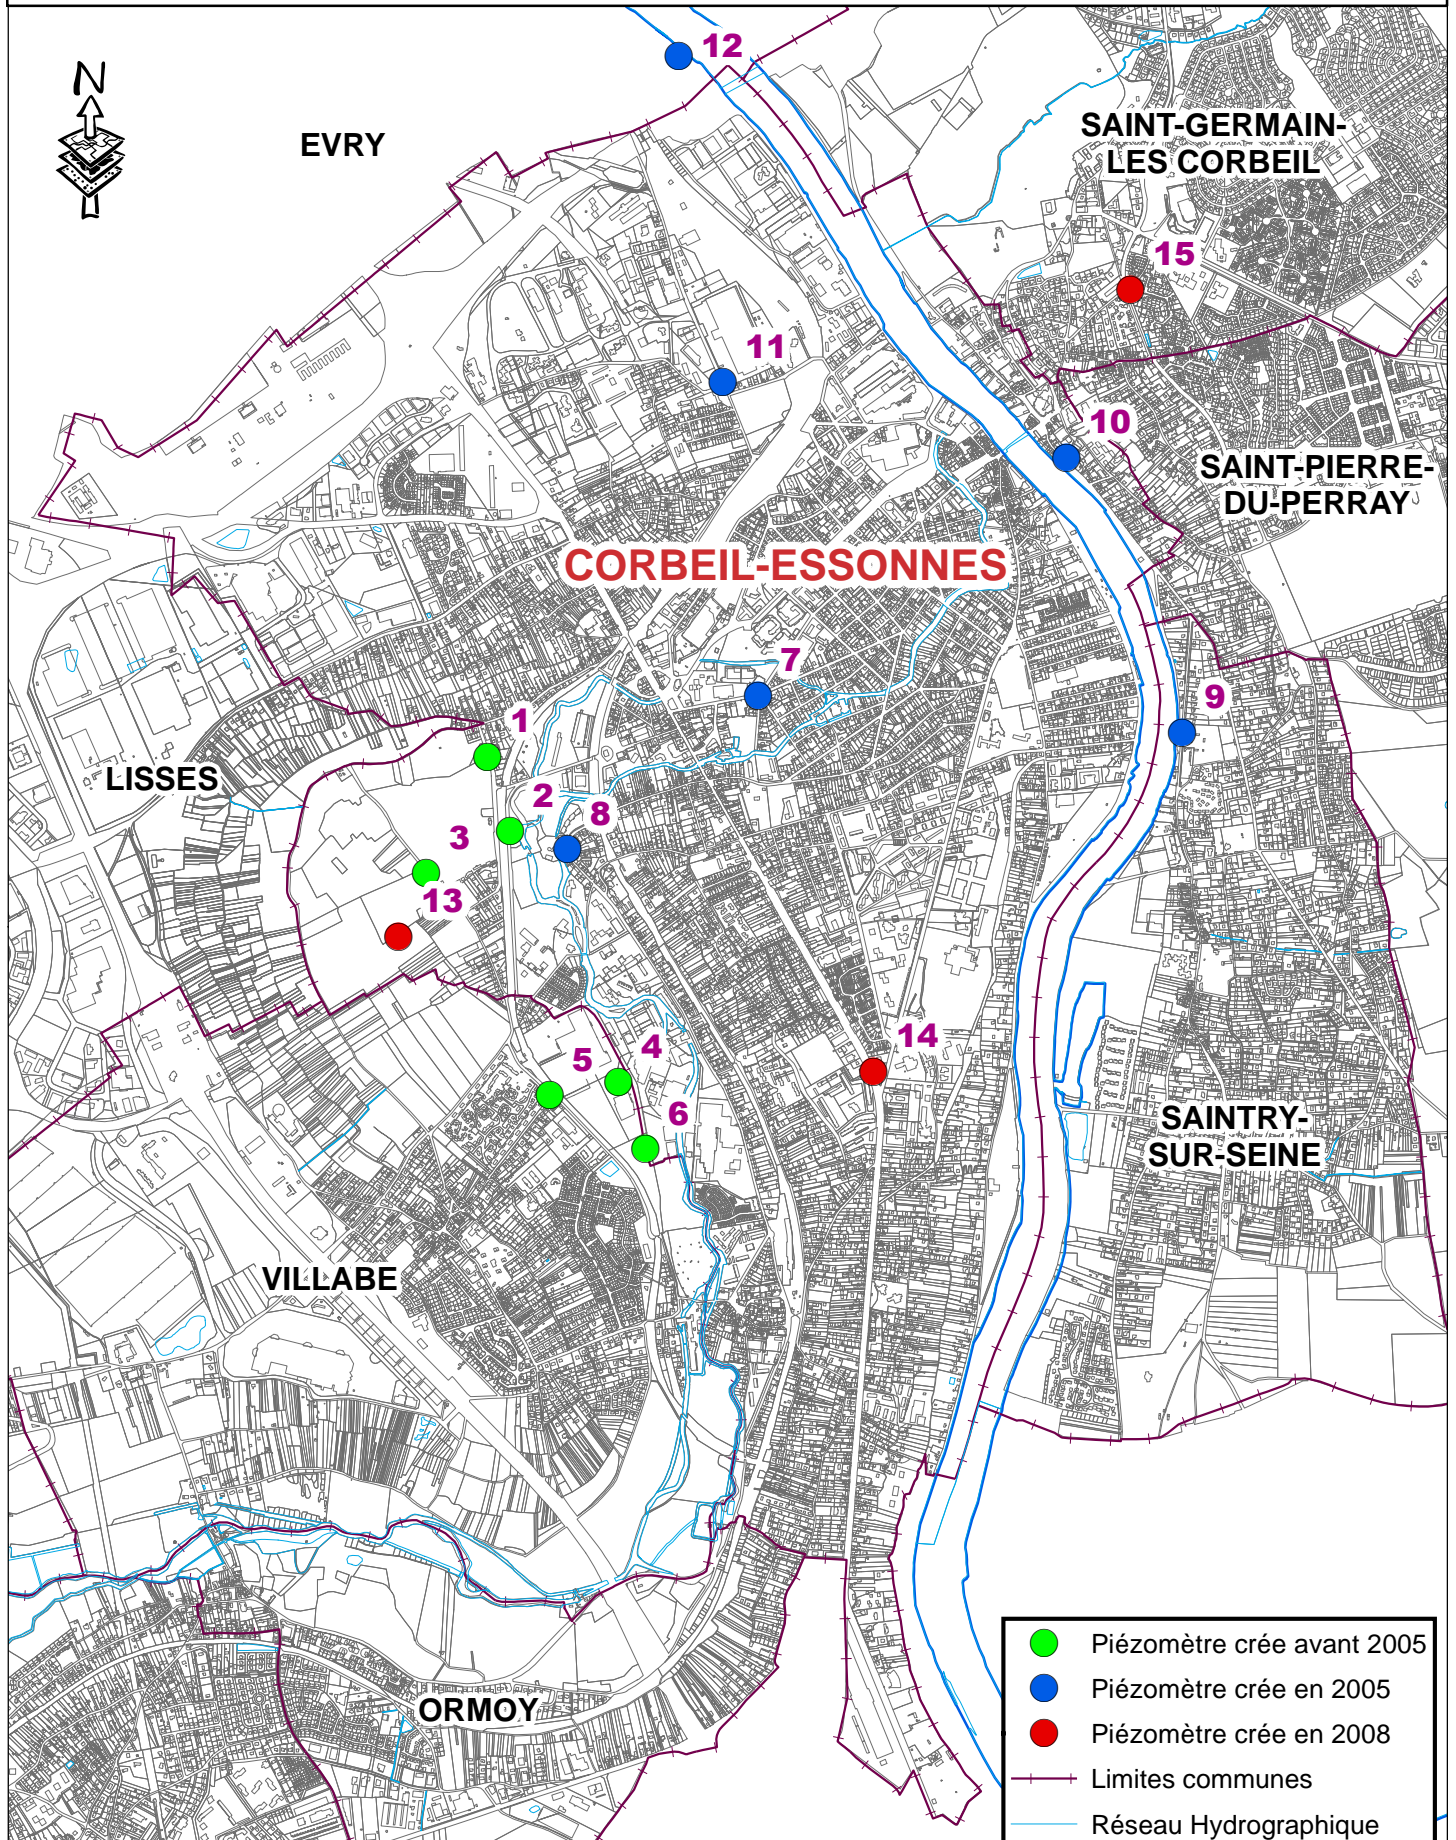 12
N
EVRY
SAINT-GERMAIN-
LES CORBEIL
15
11
10
SAINT-PIERRE-
DU-PERRAY
CORBEIL-ESSONNES
7
9
1
LISSES
2
8
3
13
14
4
5
6
SAINTRY-
SUR-SEINE
VILLABE
ORMOY
Piézomètre crée avant 2005
Piézomètre crée en 2005
Piézomètre crée en 2008
Limites communes
Réseau Hydrographique